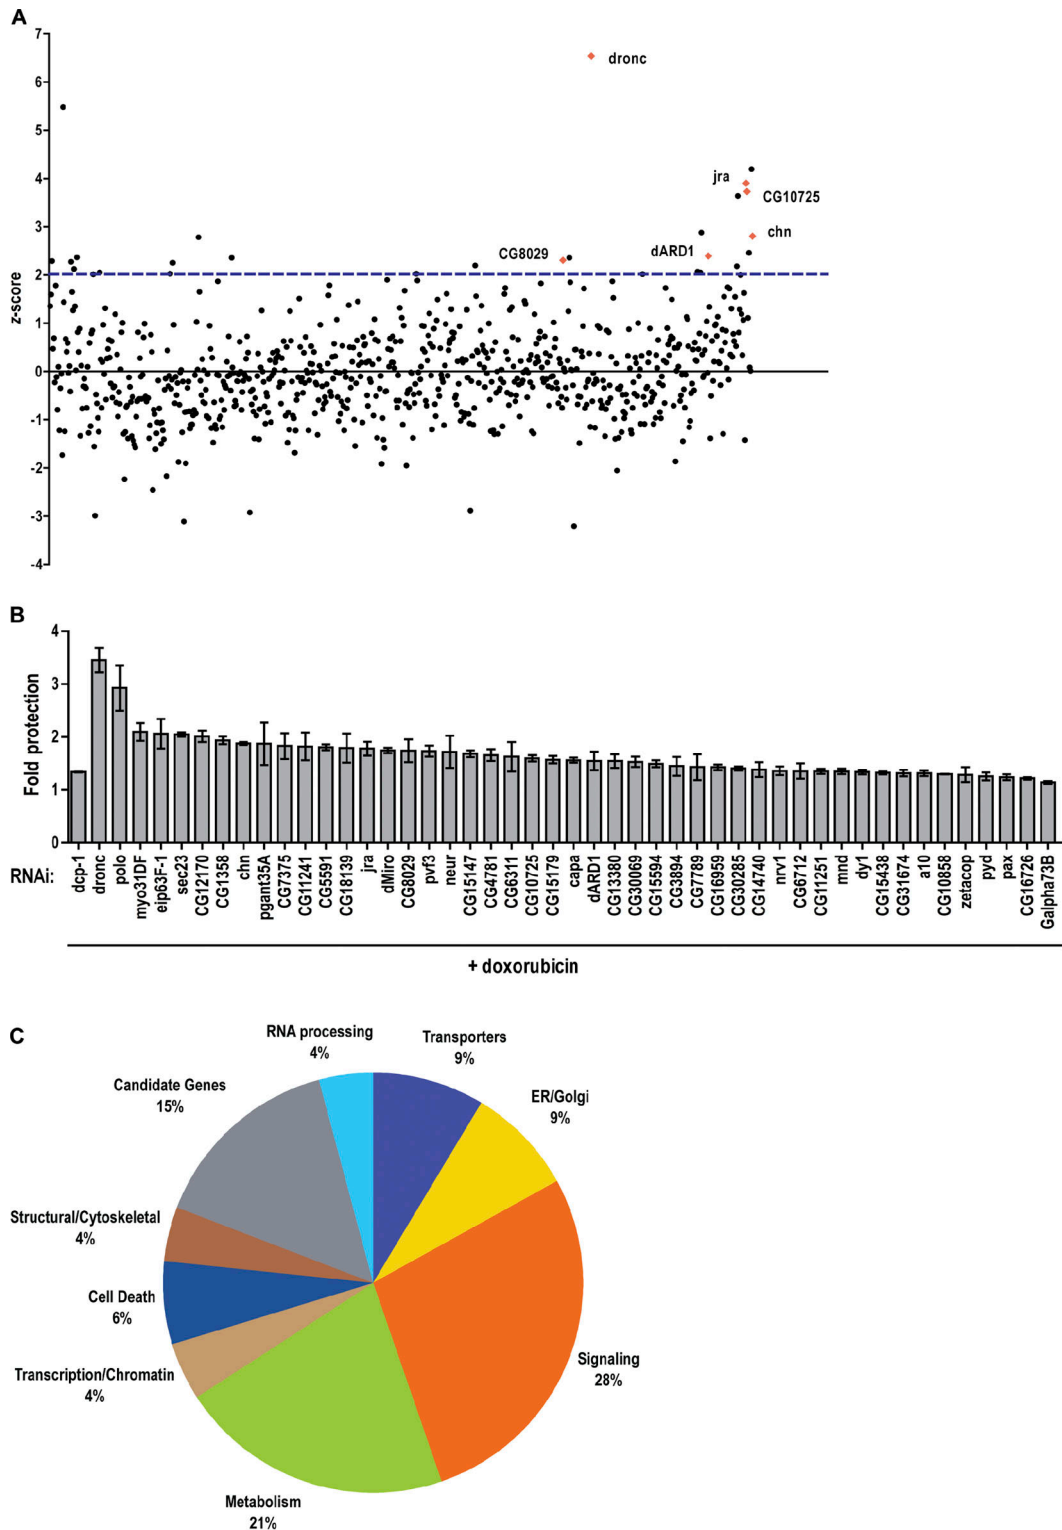 A
7
6
5
4
3
2
1
0
-1
-2
-3
-4
z-score
dronc
jra
CG10725
chn
dARD1
CG8029
B
4
3
2
1
0
Fold protection
RNAi:
dcp-1
dronc
polo
myo31DF
eip63F-1
sec23
CG12170
CG1358
chn
pgant35A
CG7375
CG11241
CG5591
CG18139
jra
dMiro
CG8029
pvf3
neur
CG15147
CG4781
CG6311
CG10725
CG15179
capa
dARD1
CG13380
CG30069
CG15594
CG3894
CG7789
CG16959
CG30285
CG14740
nrv1
CG6712
CG11251
mnd
dy1
CG15438
CG31674
a10
CG10858
zetacop
pyd
pax
CG16726
Galpha73B
+ doxorubicin
C
RNA processing
4%
Transporters
9%
ER/Golgi
9%
Candidate Genes
15%
Structural/Cytoskeletal
4%
Cell Death
6%
Transcription/Chromatin
4%
Signaling
28%
Metabolism
21%